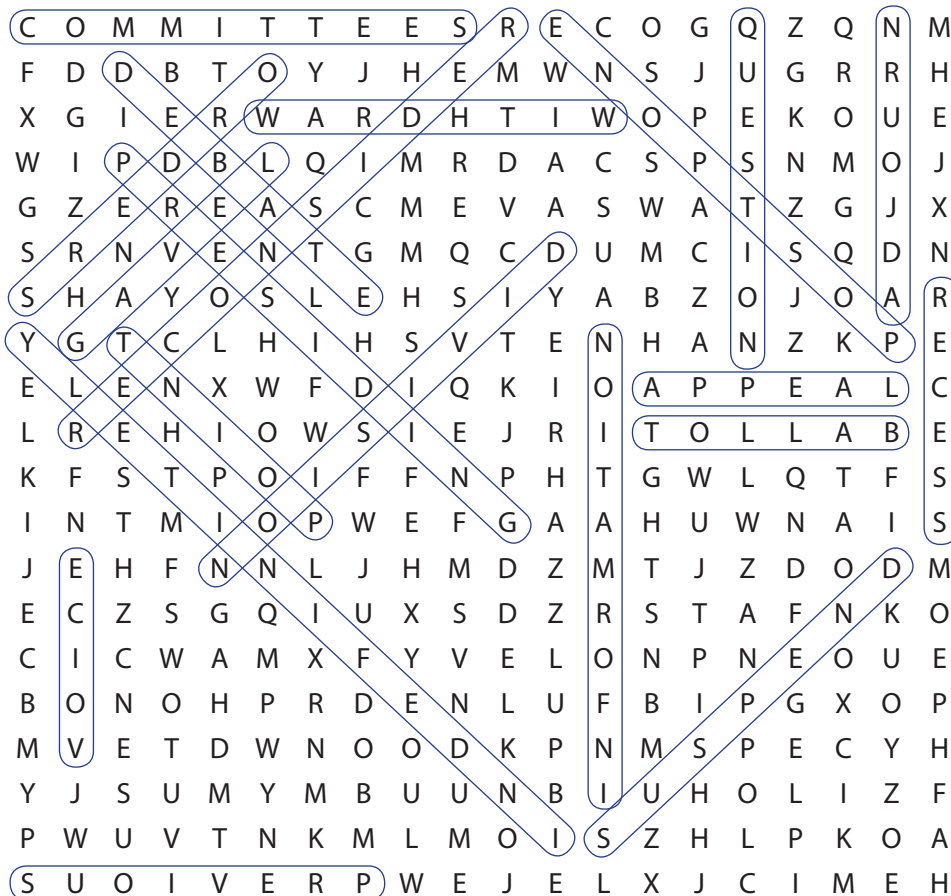 C O M M I T T E E S R E C O G Q Z Q N M
F D D B T O Y J H E M W N S J U G R R H
X G I E R W A R D H T I W O P E K O U E
W I P D B L Q I M R D A C S P S N M O J
G Z E R E A S C M E V A S W A T Z G J X
S R N V E N T G M Q C D U M C I S Q D N
S H A Y O S L E H S I Y A B Z O J O A R
Y G T C L H I H S V T E N H A N Z K P E
E L E N X W F D I Q K I O A P P E A L C
L R E H I O W S I E J R I T O L L A B E
K F S T P O I F F N P H T G W L Q T F S
I N T M I O P W E F G A A H U W N A I S
J E H F N N L J H M D Z M T J Z D O D M
E C Z S G Q I U X S D Z R S T A F N K O
C I C W A M X F Y V E L O N P N E O U E
B O N O H P R D E N L U F B I P G X O P
M V E T D W N O O D K P N M S P E C Y H
Y J S U M Y M B U U N B I U H O L I Z F
P W U V T N K M L M O I S Z H L P K O A
S U O I V E R P W E J E L X J C I M E H